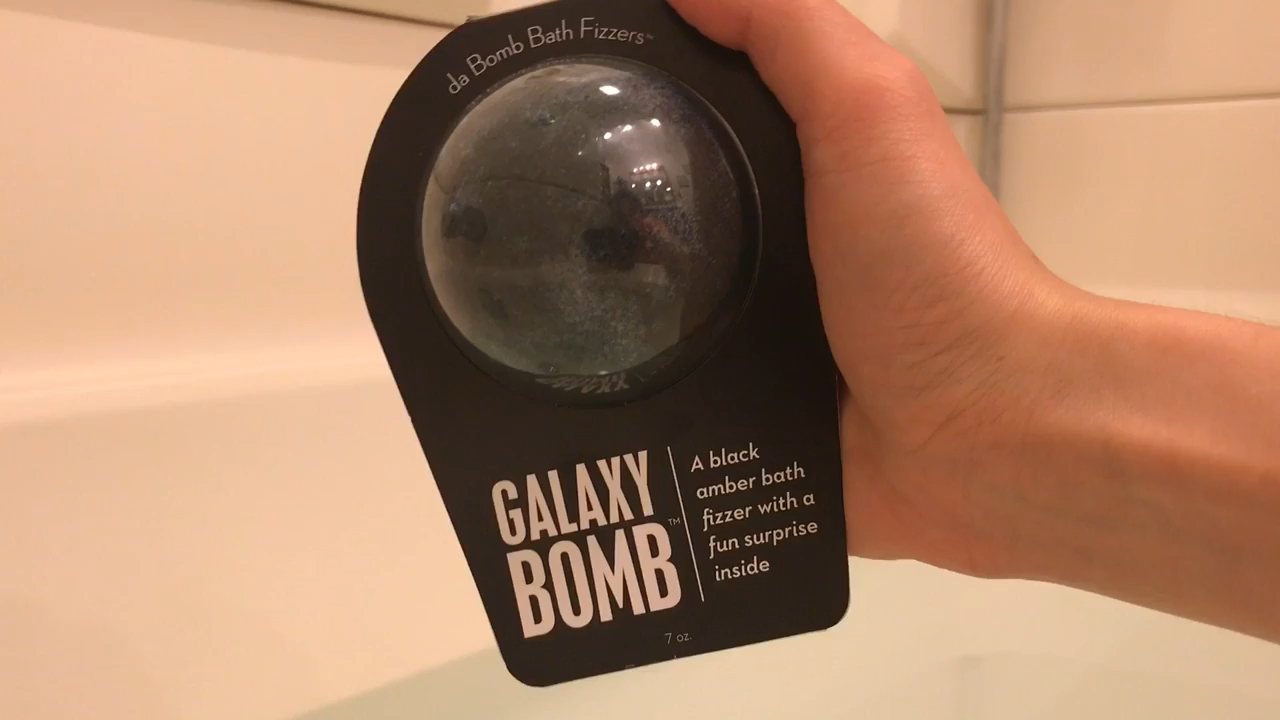 da Bomb Bath Fizzers™
GALAXY
BOMB™
A black
amber bath
fizzer with a
fun surprise
inside
7 oz.